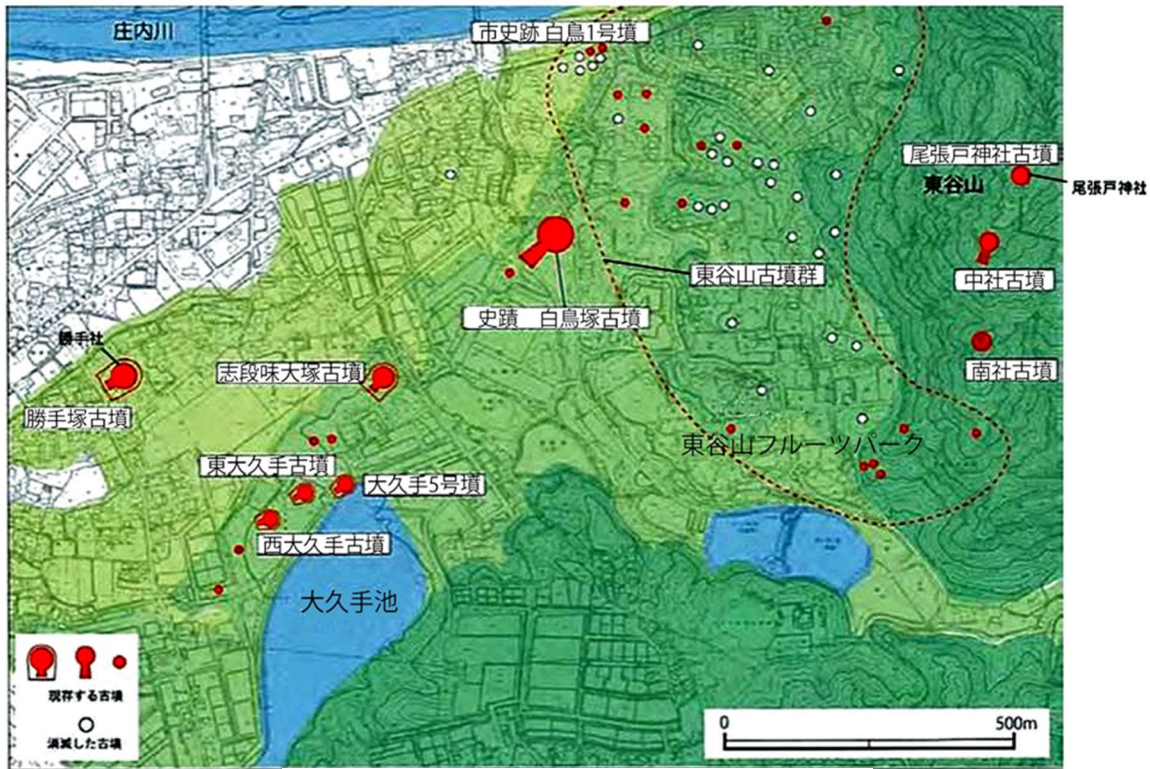 庄内川
市史跡 白鳥1号墳
尾張戸神社古墳
東谷山
尾張戸神社
中社古墳
東谷山古墳群
史蹟　白鳥塚古墳
勝手社
志段味大塚古墳
南社古墳
勝手塚古墳
東谷山フルーツパーク
東大久手古墳
大久手5号墳
西大久手古墳
大久手池
現存する古墳
消滅した古墳
0
500m